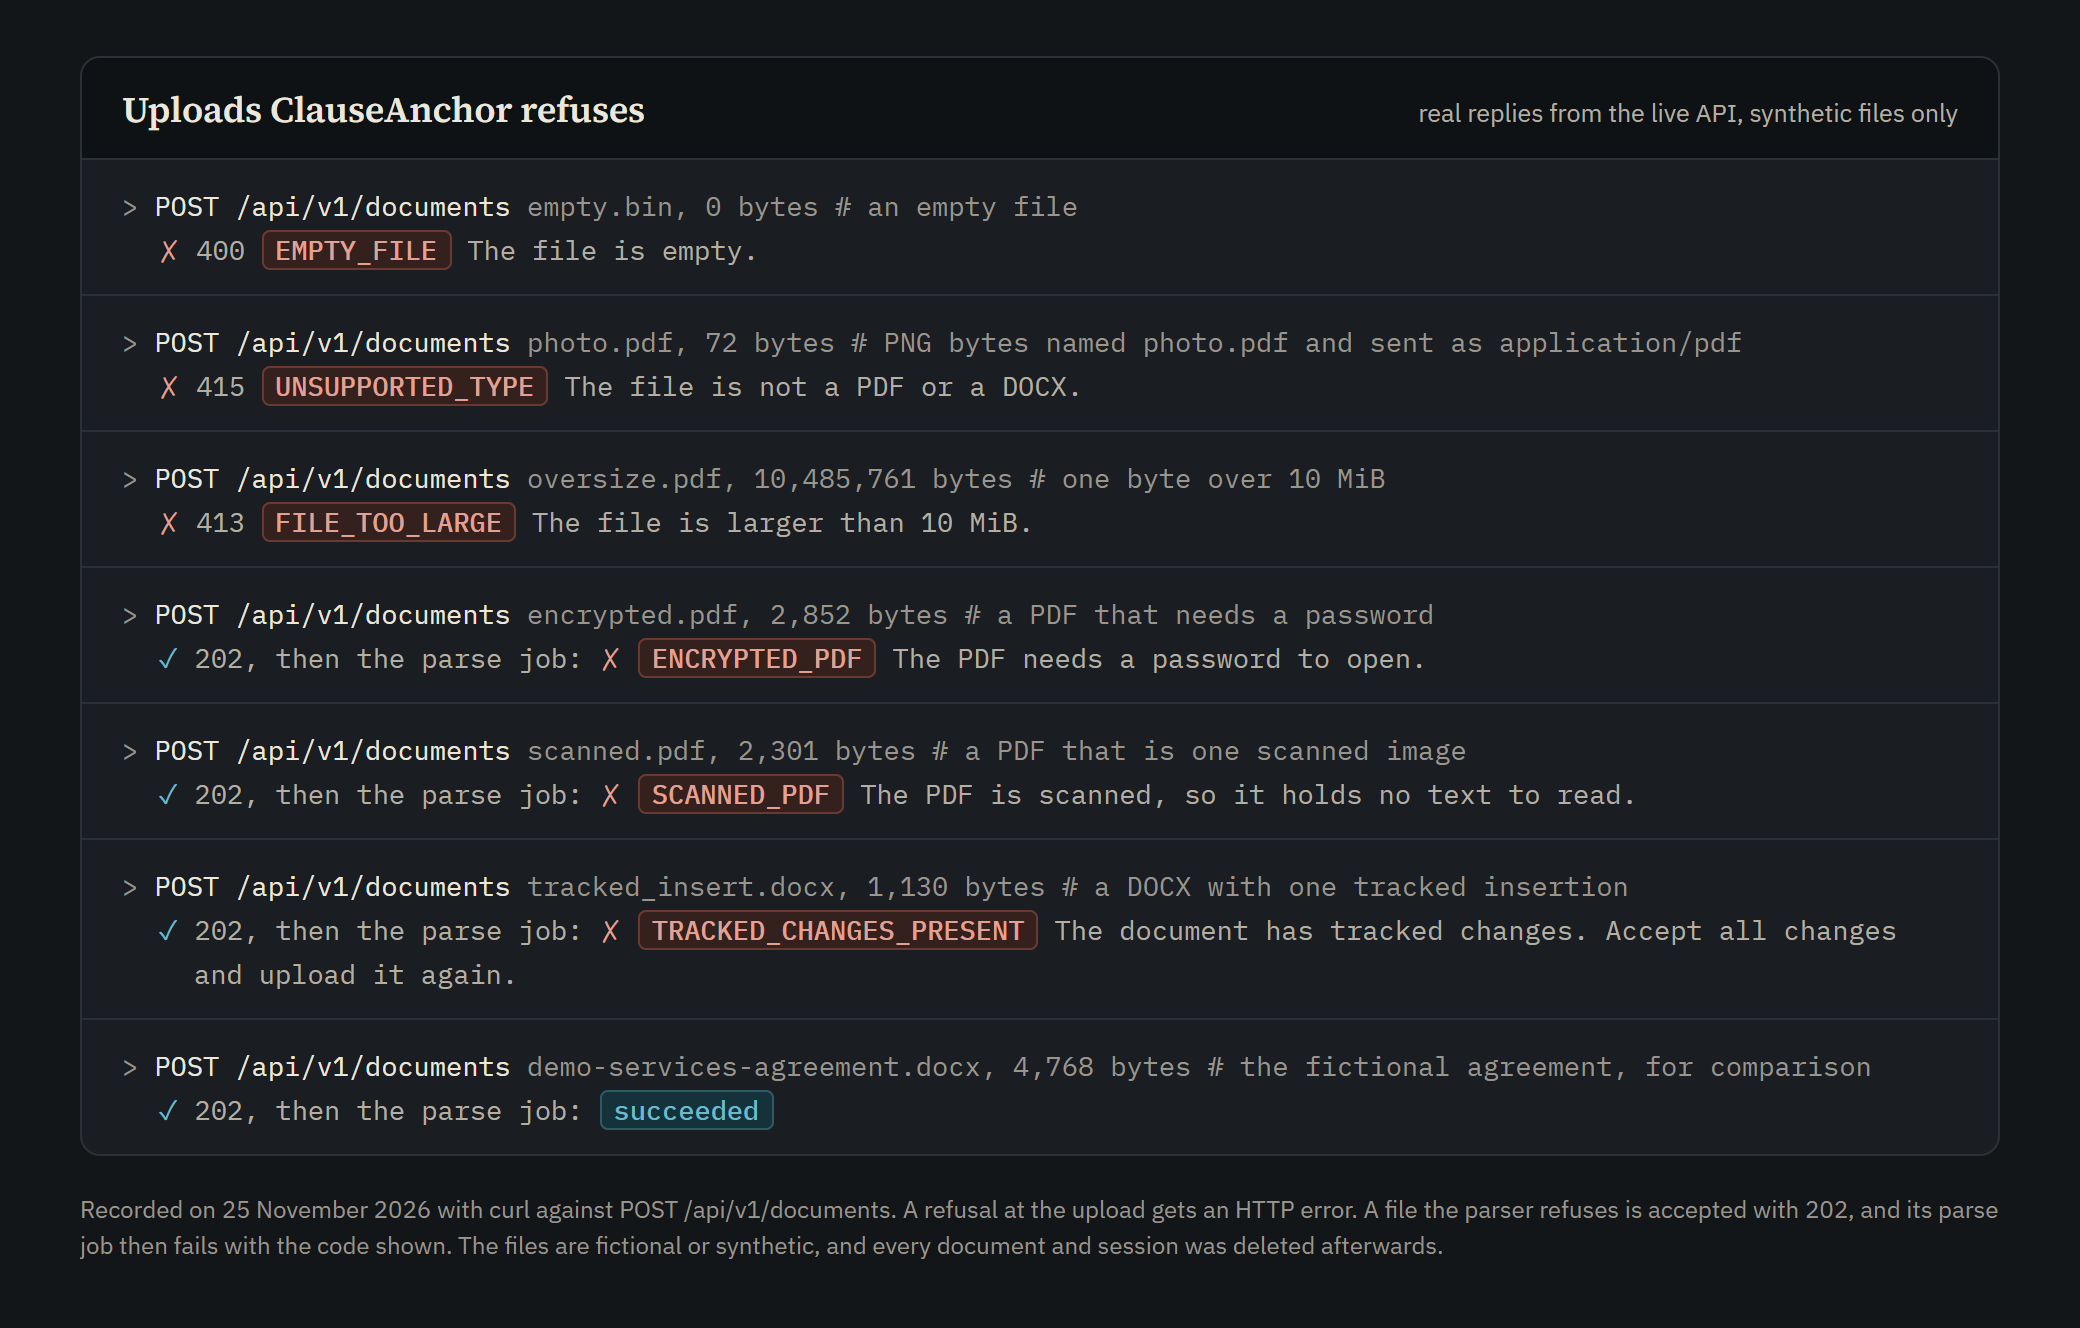 Uploads ClauseAnchor refuses
real replies from the live API, synthetic files only
> POST /api/v1/documents empty.bin, 0 bytes # an empty file
✗ 400 EMPTY_FILE The file is empty.
> POST /api/v1/documents photo.pdf, 72 bytes # PNG bytes named photo.pdf and sent as application/pdf
✗ 415 UNSUPPORTED_TYPE The file is not a PDF or a DOCX.
> POST /api/v1/documents oversize.pdf, 10,485,761 bytes # one byte over 10 MiB
✗ 413 FILE_TOO_LARGE The file is larger than 10 MiB.
> POST /api/v1/documents encrypted.pdf, 2,852 bytes # a PDF that needs a password
✓ 202, then the parse job: ✗ ENCRYPTED_PDF The PDF needs a password to open.
> POST /api/v1/documents scanned.pdf, 2,301 bytes # a PDF that is one scanned image
✓ 202, then the parse job: ✗ SCANNED_PDF The PDF is scanned, so it holds no text to read.
> POST /api/v1/documents tracked_insert.docx, 1,130 bytes # a DOCX with one tracked insertion
✓ 202, then the parse job: ✗ TRACKED_CHANGES_PRESENT The document has tracked changes. Accept all changes
and upload it again.
> POST /api/v1/documents demo-services-agreement.docx, 4,768 bytes # the fictional agreement, for comparison
✓ 202, then the parse job: succeeded
Recorded on 25 November 2026 with curl against POST /api/v1/documents. A refusal at the upload gets an HTTP error. A file the parser refuses is accepted with 202, and its parse
job then fails with the code shown. The files are fictional or synthetic, and every document and session was deleted afterwards.